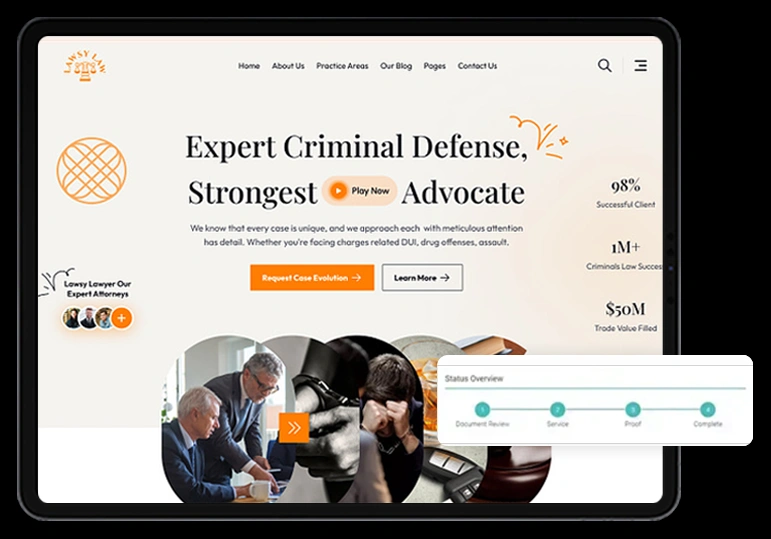 LAWSY LAW
Home About Us Practice Areas Our Blog Pages Contact Us
Expert Criminal Defense,
Strongest Play Now Advocate
We know that every case is unique, and we approach each with meticulous attention
has detail. Whether you're facing charges related DUI, drug offenses, assault.
Request Case Evolution
Learn More
Lawsy Lawyer Our
Expert Attorneys
98%
Successful Client
1M+
Criminals Law Succes
$50M
Trade Value Filled
Status Overview
1 2 3 4
Document Review Service Proof Complete